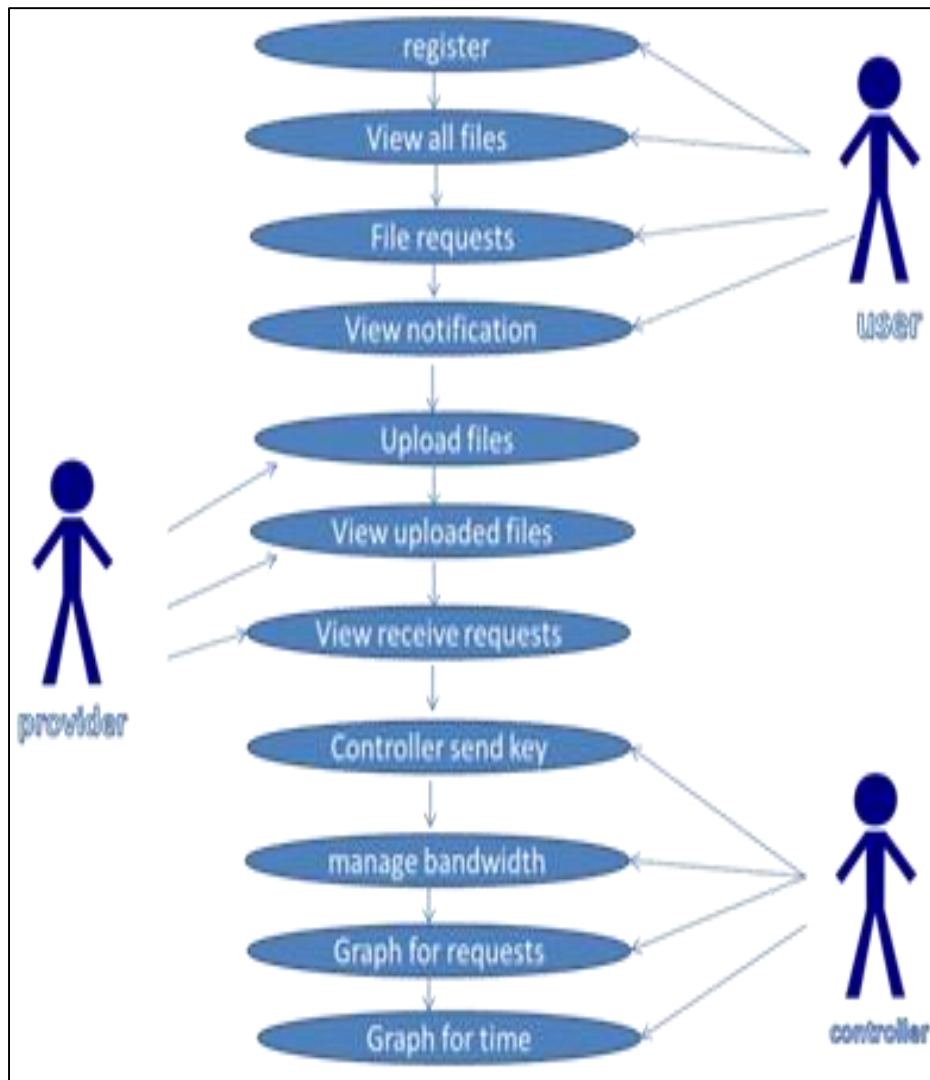 register
View all files
File requests
View notification
user
Upload files
View uploaded files
View receive requests
provider
Controller send key
manage bandwidth
Graph for requests
Graph for time
controller